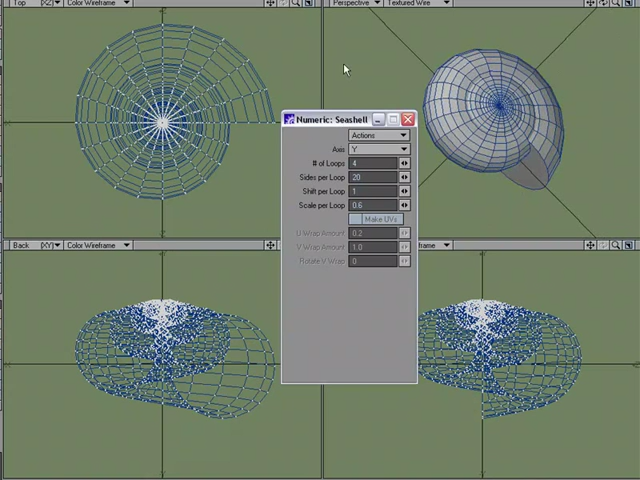 Top (XZ) Color Wireframe
Perspective Textured Wire
Numeric: Seashell
Actions
Axis Y
# of Loops 4
Sides per Loop 20
Shift per Loop 1
Scale per Loop 0.6
Make UVs
U Wrap Amount 0.2
V Wrap Amount 1.0
Rotate V Wrap 0
Back (XY) Color Wireframe